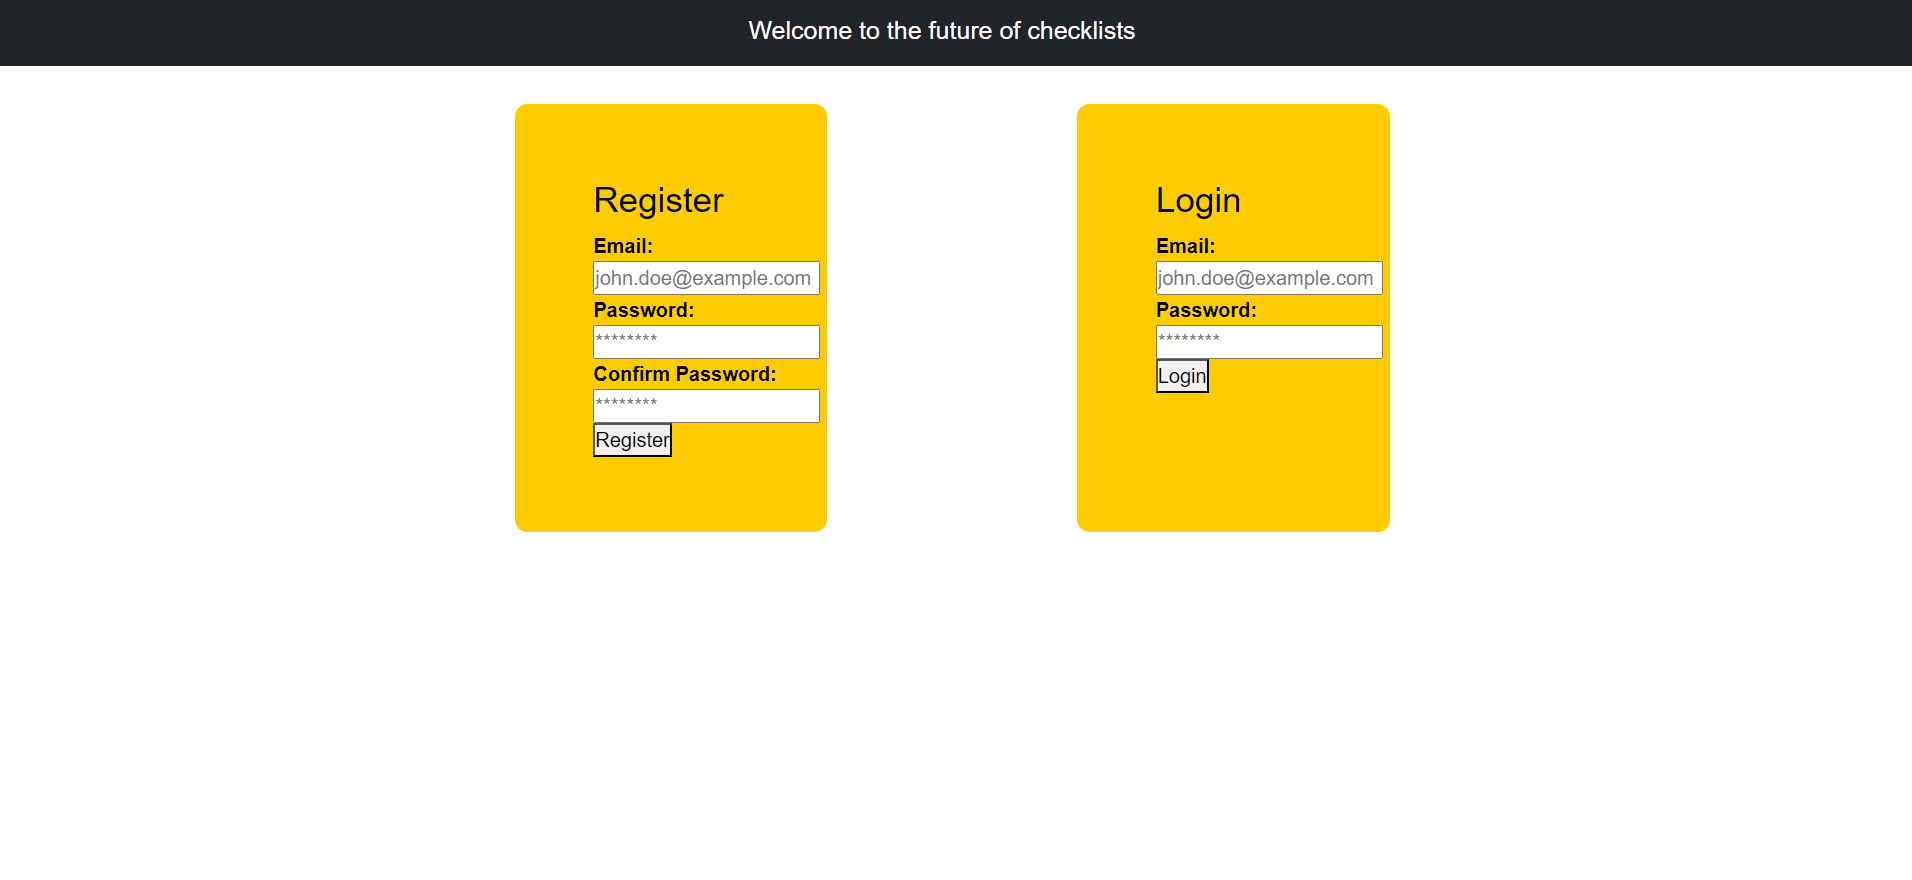 Welcome to the future of checklists
Register
Email:
john.doe@example.com
Password:
********
Confirm Password:
********
Register
Login
Email:
john.doe@example.com
Password:
********
Login